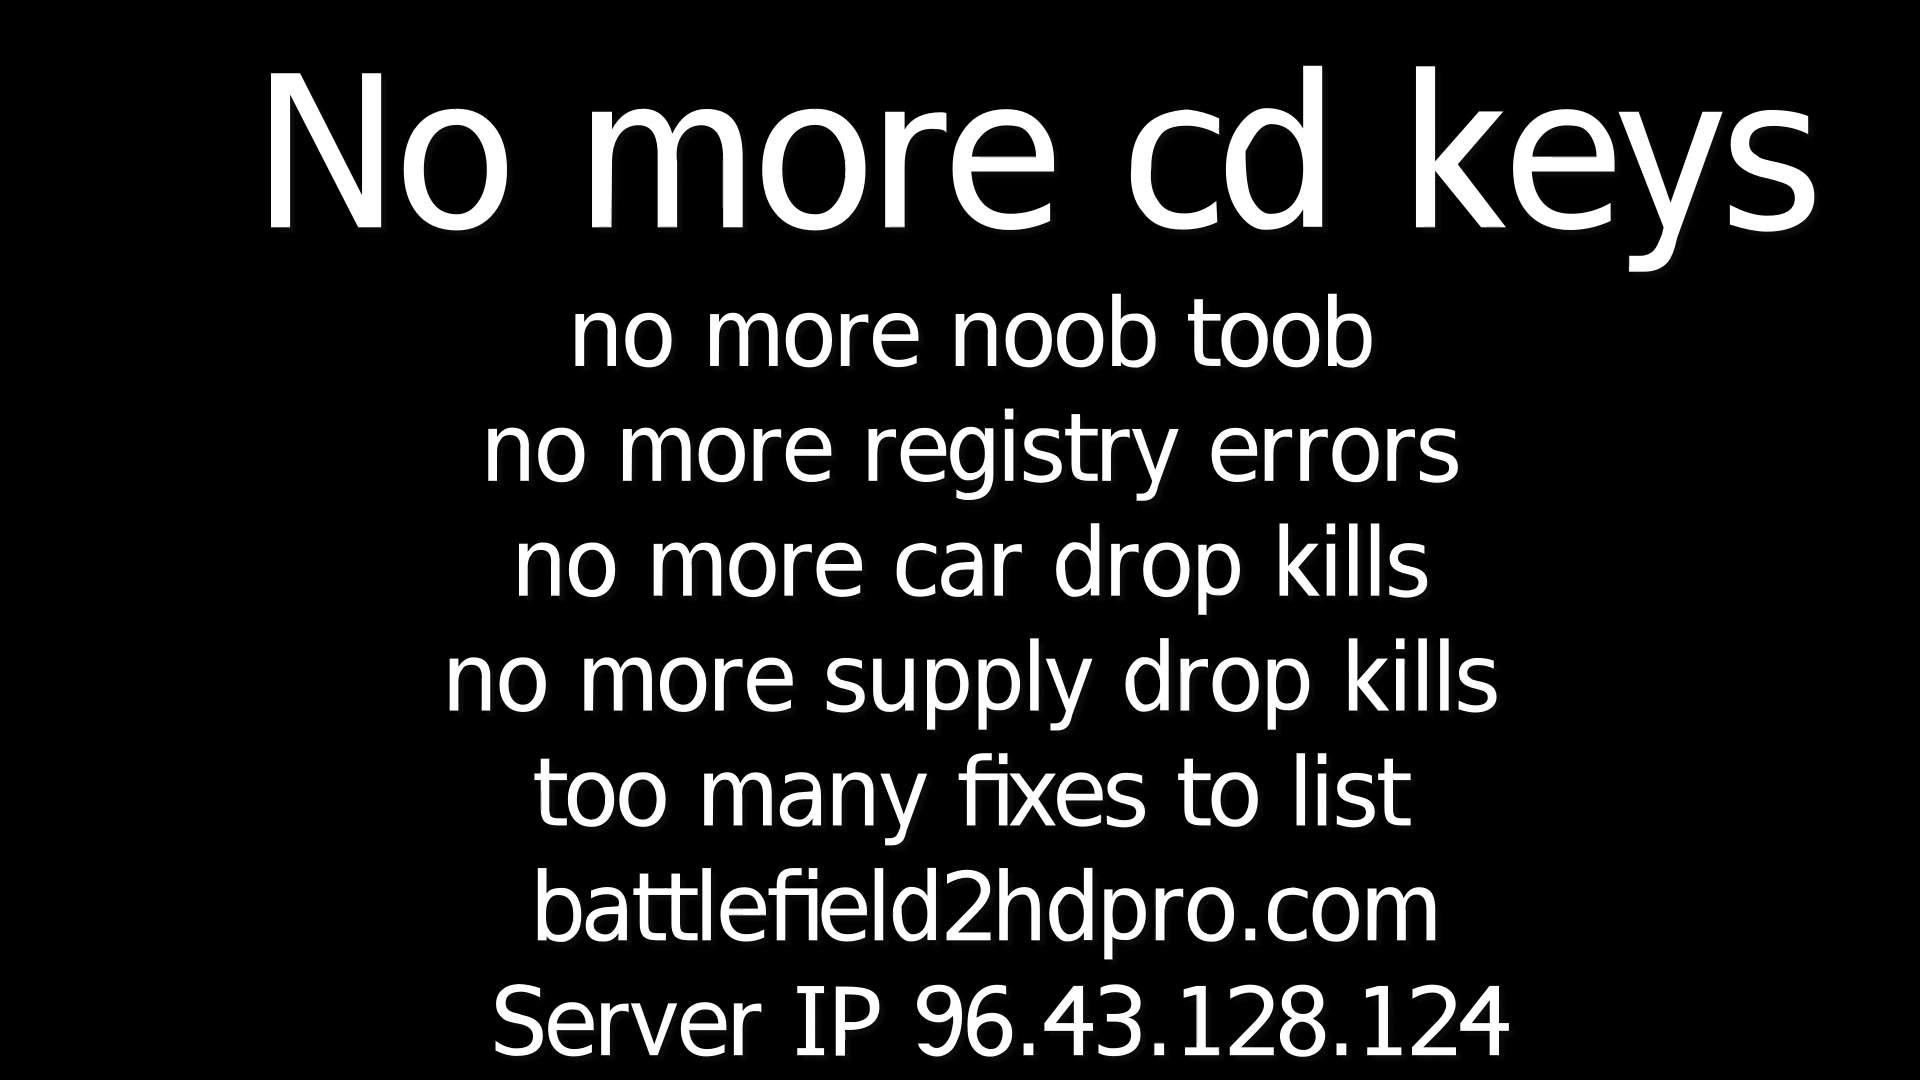 No more cd keys
no more noob toob
no more registry errors
no more car drop kills
no more supply drop kills
too many fixes to list
battlefield2hdpro.com
Server IP 96.43.128.124